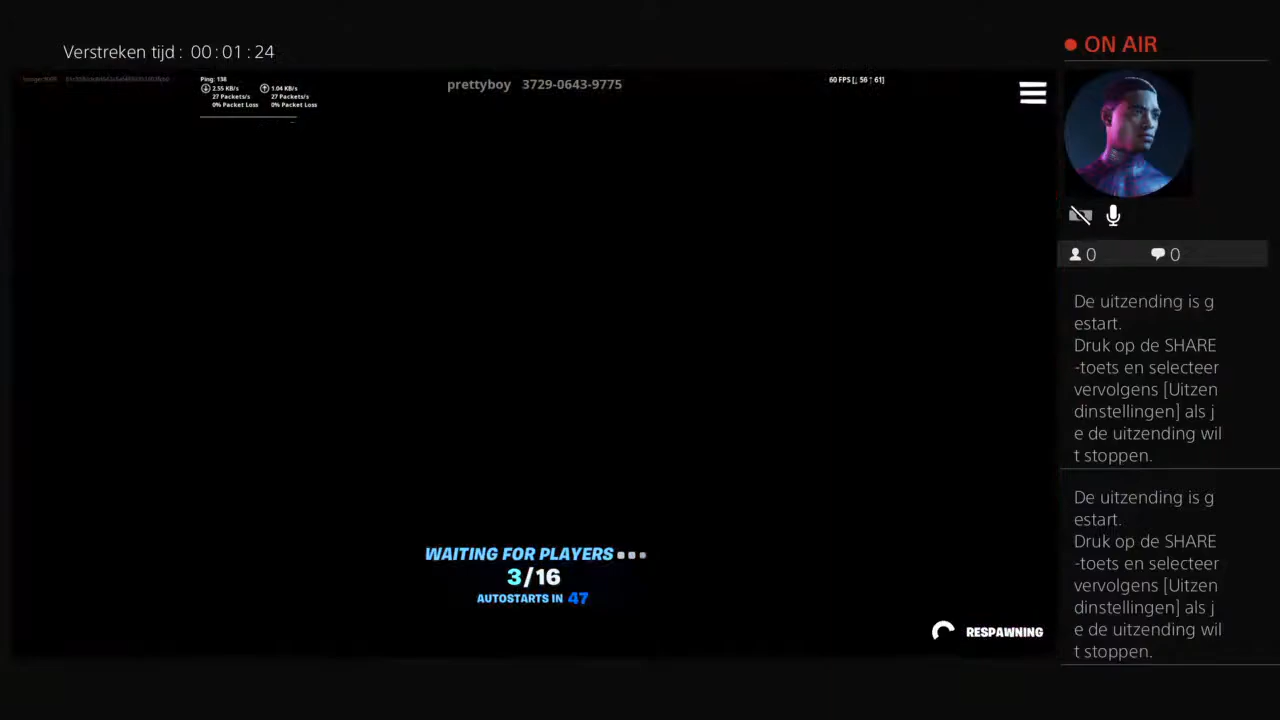 Verstreken tijd: 00:01:24
ON AIR
Ping: 138
2.55 KB/s 1.04 KB/s
27 Packets/s 27 Packets/s
0% Packet Loss 0% Packet Loss
prettyboy 3729-0643-9775
60 FPS [↓ 56 ↑ 61]
0 0
De uitzending is g
estart.
Druk op de SHARE
-toets en selecteer
vervolgens [Uitzen
dinstellingen] als j
e de uitzending wil
t stoppen.
De uitzending is g
estart.
Druk op de SHARE
-toets en selecteer
vervolgens [Uitzen
dinstellingen] als j
e de uitzending wil
t stoppen.
WAITING FOR PLAYERS
3/16
AUTOSTARTS IN 47
RESPAWNING